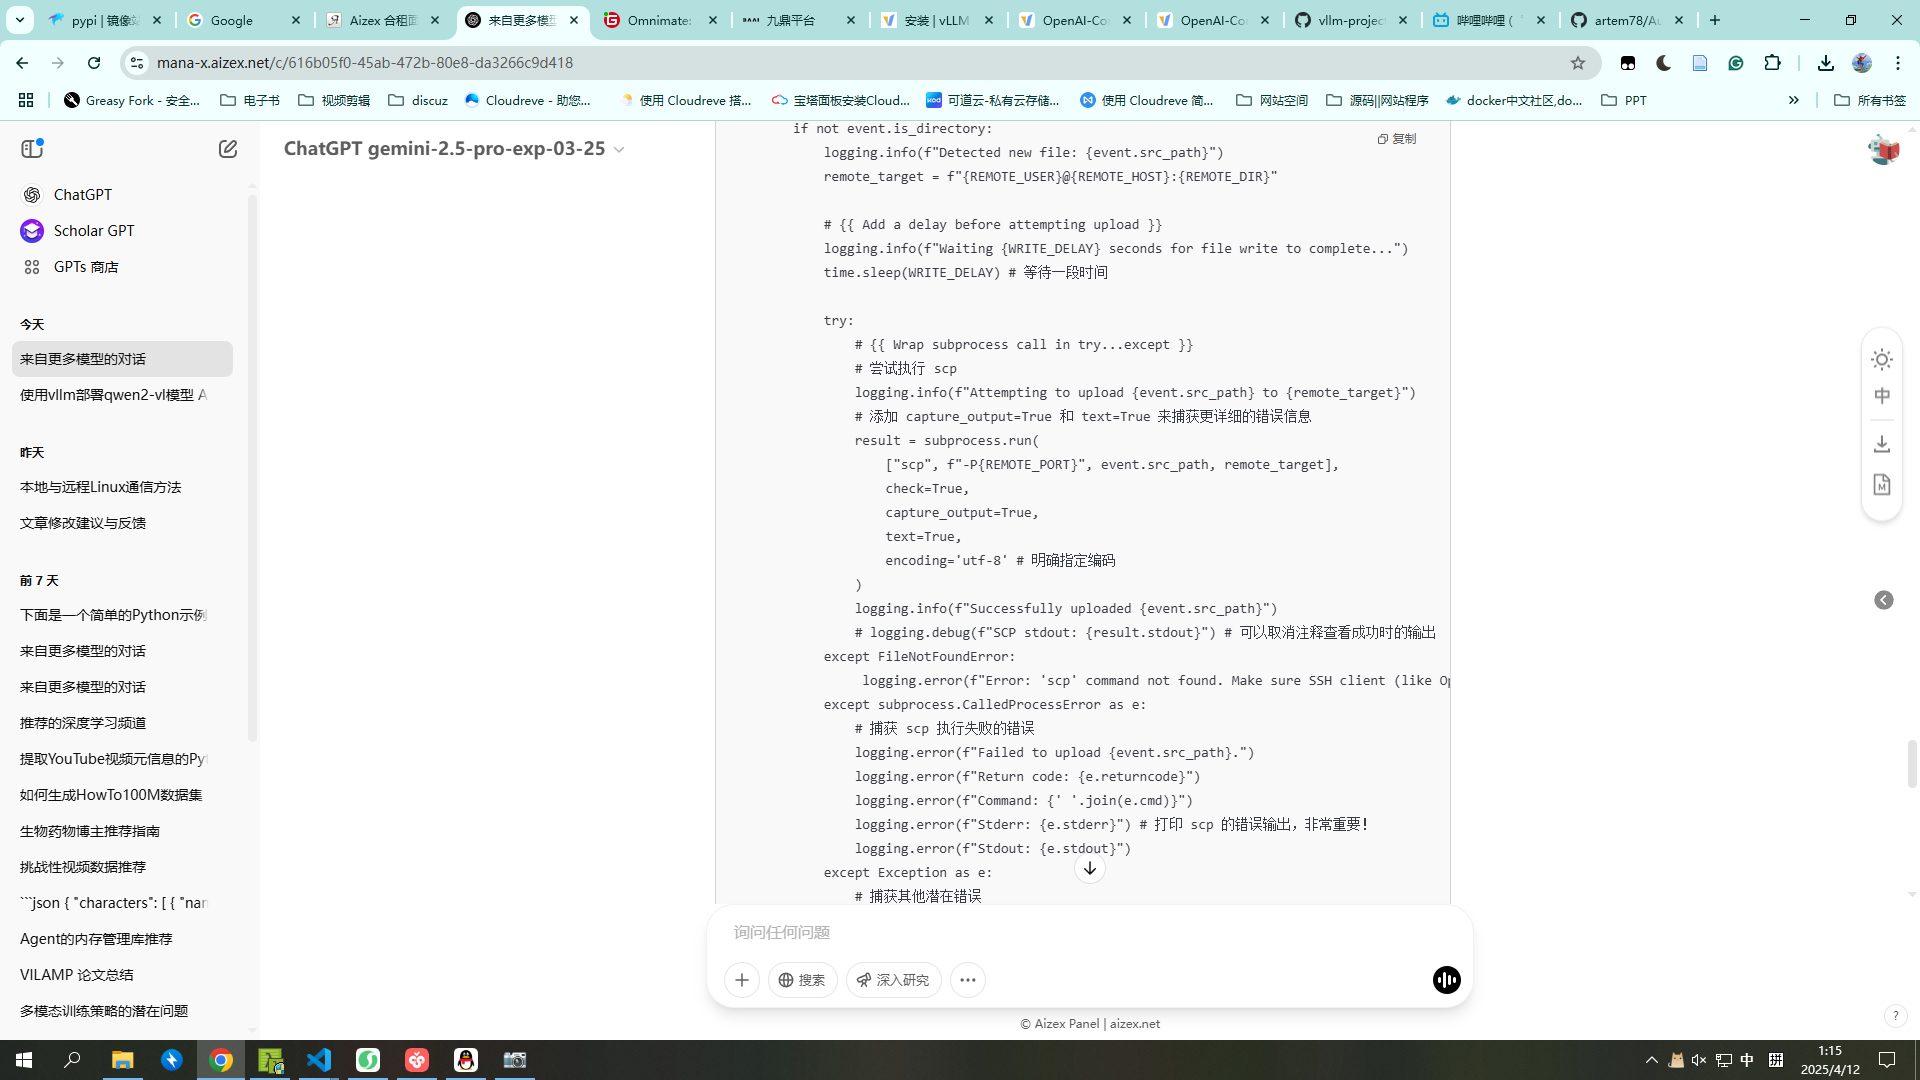 pypi | 镜像站
Google
Aizex 合租面
来自更多模型
Omnimate:
九鼎平台
安装 | vLLM
OpenAI-Co
OpenAI-Co
vllm-project
哔哩哔哩 (
artem78/Au
mana-x.aizex.net/c/616b05f0-45ab-472b-80e8-da3266c9d418
Greasy Fork - 安全...
电子书
视频剪辑
discuz
Cloudreve - 助您...
使用 Cloudreve 搭...
宝塔面板安装Cloud...
可道云-私有云存储...
使用 Cloudreve 简...
网站空间
源码||网站程序
docker中文社区,do...
PPT
所有书签
ChatGPT
Scholar GPT
GPTs 商店
今天
来自更多模型的对话
使用vllm部署qwen2-vl模型 A
昨天
本地与远程Linux通信方法
文章修改建议与反馈
前 7 天
下面是一个简单的Python示例
来自更多模型的对话
来自更多模型的对话
推荐的深度学习频道
提取YouTube视频元信息的Pyt
如何生成HowTo100M数据集
生物药物博主推荐指南
挑战性视频数据推荐
```json { "characters": [ { "nam
Agent的内存管理库推荐
VILAMP 论文总结
多模态训练策略的潜在问题
ChatGPT gemini-2.5-pro-exp-03-25
复制
if not event.is_directory:
logging.info(f"Detected new file: {event.src_path}")
remote_target = f"{REMOTE_USER}@{REMOTE_HOST}:{REMOTE_DIR}"
# {{ Add a delay before attempting upload }}
logging.info(f"Waiting {WRITE_DELAY} seconds for file write to complete...")
time.sleep(WRITE_DELAY) # 等待一段时间
try:
# {{ Wrap subprocess call in try...except }}
# 尝试执行 scp
logging.info(f"Attempting to upload {event.src_path} to {remote_target}")
# 添加 capture_output=True 和 text=True 来捕获更详细的错误信息
result = subprocess.run(
["scp", f"-P{REMOTE_PORT}", event.src_path, remote_target],
check=True,
capture_output=True,
text=True,
encoding='utf-8' # 明确指定编码
)
logging.info(f"Successfully uploaded {event.src_path}")
# logging.debug(f"SCP stdout: {result.stdout}") # 可以取消注释查看成功时的输出
except FileNotFoundError:
logging.error(f"Error: 'scp' command not found. Make sure SSH client (like Op
except subprocess.CalledProcessError as e:
# 捕获 scp 执行失败的错误
logging.error(f"Failed to upload {event.src_path}.")
logging.error(f"Return code: {e.returncode}")
logging.error(f"Command: {' '.join(e.cmd)}")
logging.error(f"Stderr: {e.stderr}") # 打印 scp 的错误输出，非常重要！
logging.error(f"Stdout: {e.stdout}")
except Exception as e:
# 捕获其他潜在错误
中
询问任何问题
搜索
深入研究
© Aizex Panel | aizex.net
?
中
拼
1:15
2025/4/12